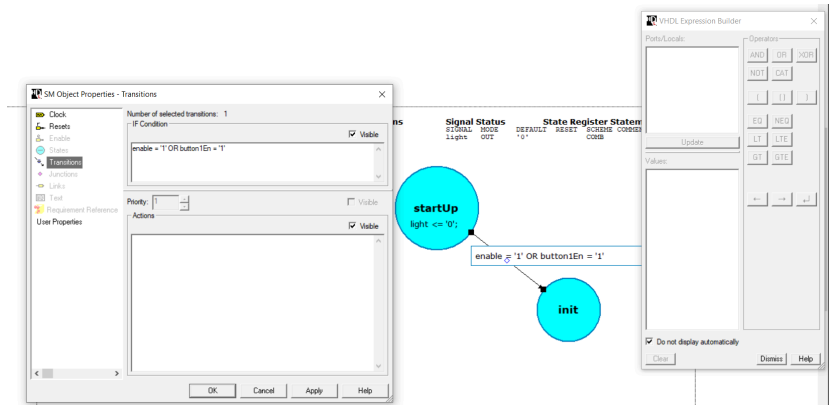 SM Object Properties - Transitions
Clock
Resets
Enable
States
Transitions
Junctions
Links
Text
Requirement Reference
User Properties
Number of selected transitions: 1
IF Condition
Visible
enable = '1' OR button1En = '1'
Priority: 1
Visible
Actions
Visible
OK Cancel Apply Help
ns
Signal Status
SIGNAL MODE DEFAULT RESET SCHEME COMMEN
light OUT '0' COMB
State Register Statem
startUp
light <= '0';
enable = '1' OR button1En = '1'
init
VHDL Expression Builder
Ports/Locals:
Update
Values:
Operators
AND OR XOR
NOT CAT
( () )
EQ NEQ
LT LTE
GT GTE
Do not display automatically
Clear Dismiss Help